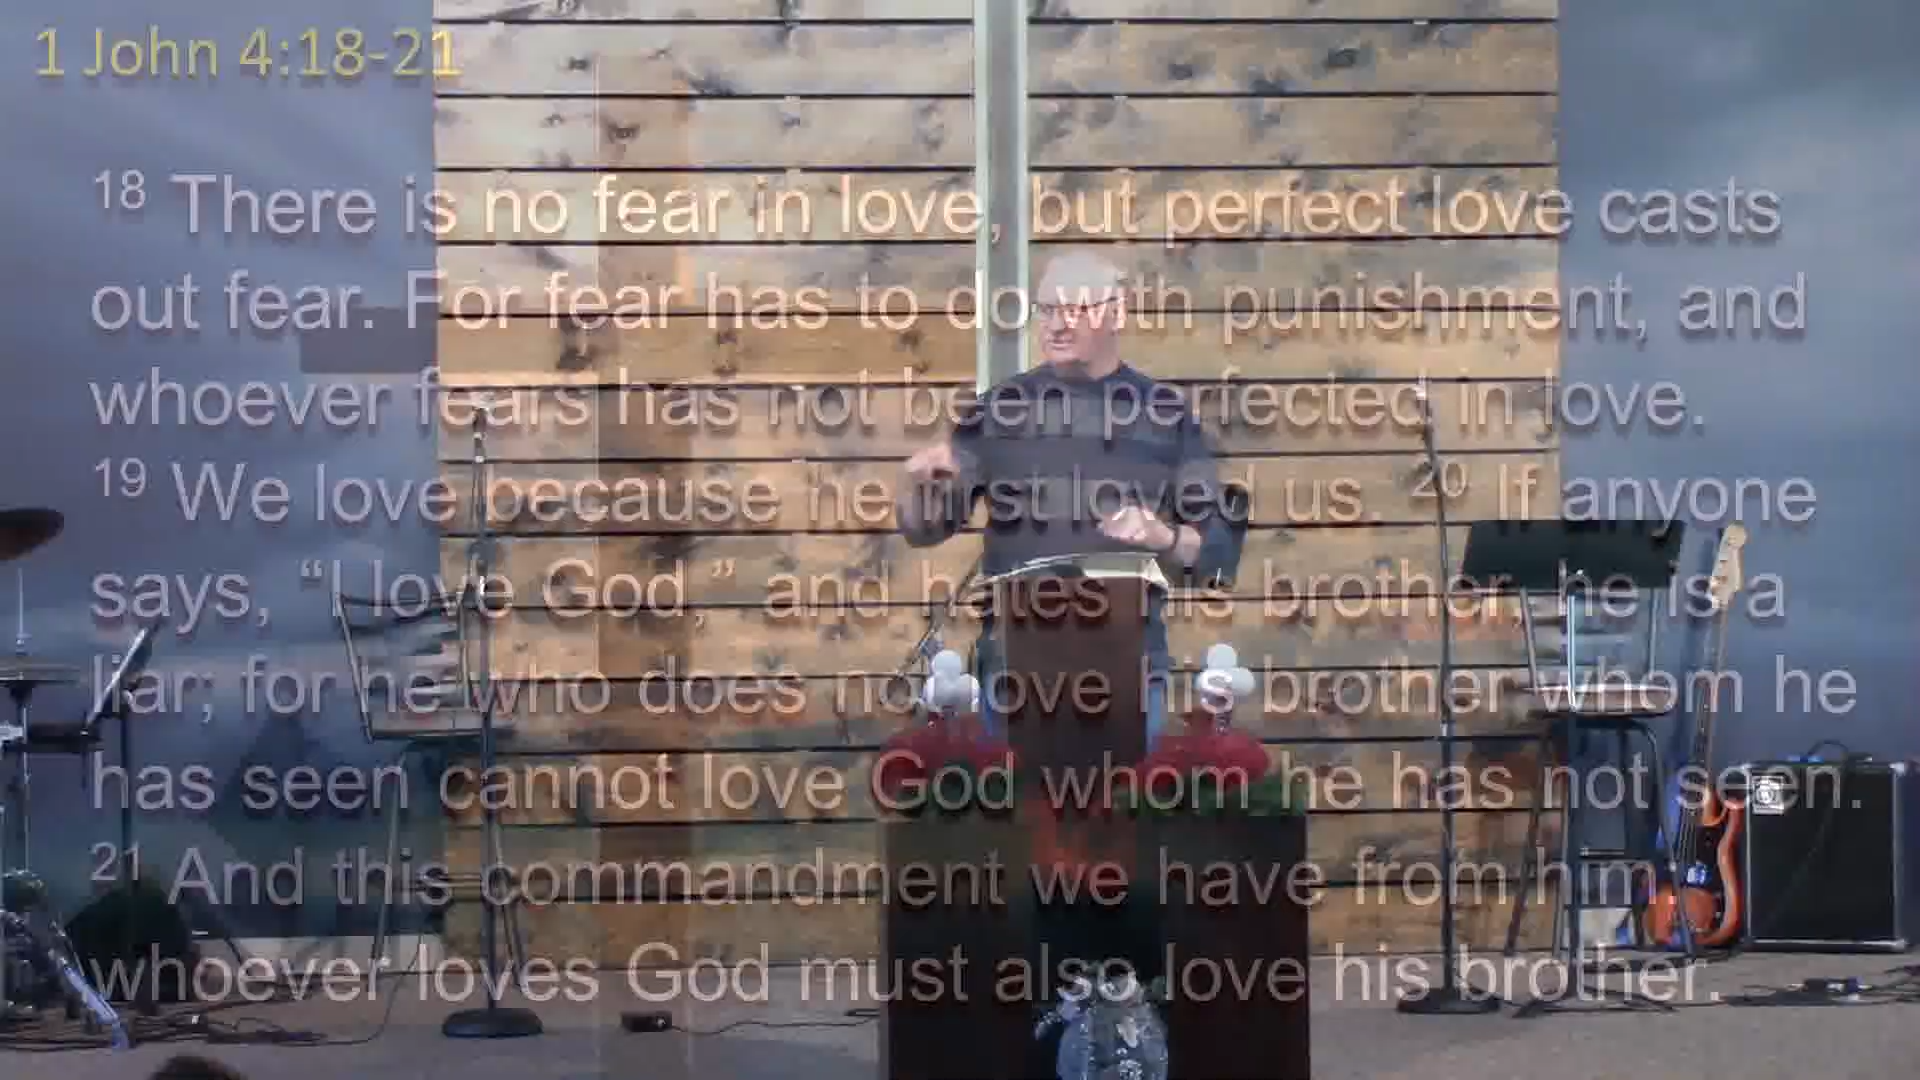 1 John 4:18-21
18 There is no fear in love, but perfect love casts
out fear. For fear has to do with punishment, and
whoever fears has not been perfected in love.
19 We love because he first loved us. 20 If anyone
says, “I love God,” and hates his brother, he is a
liar; for he who does not love his brother whom he
has seen cannot love God whom he has not seen.
21 And this commandment we have from him:
whoever loves God must also love his brother.